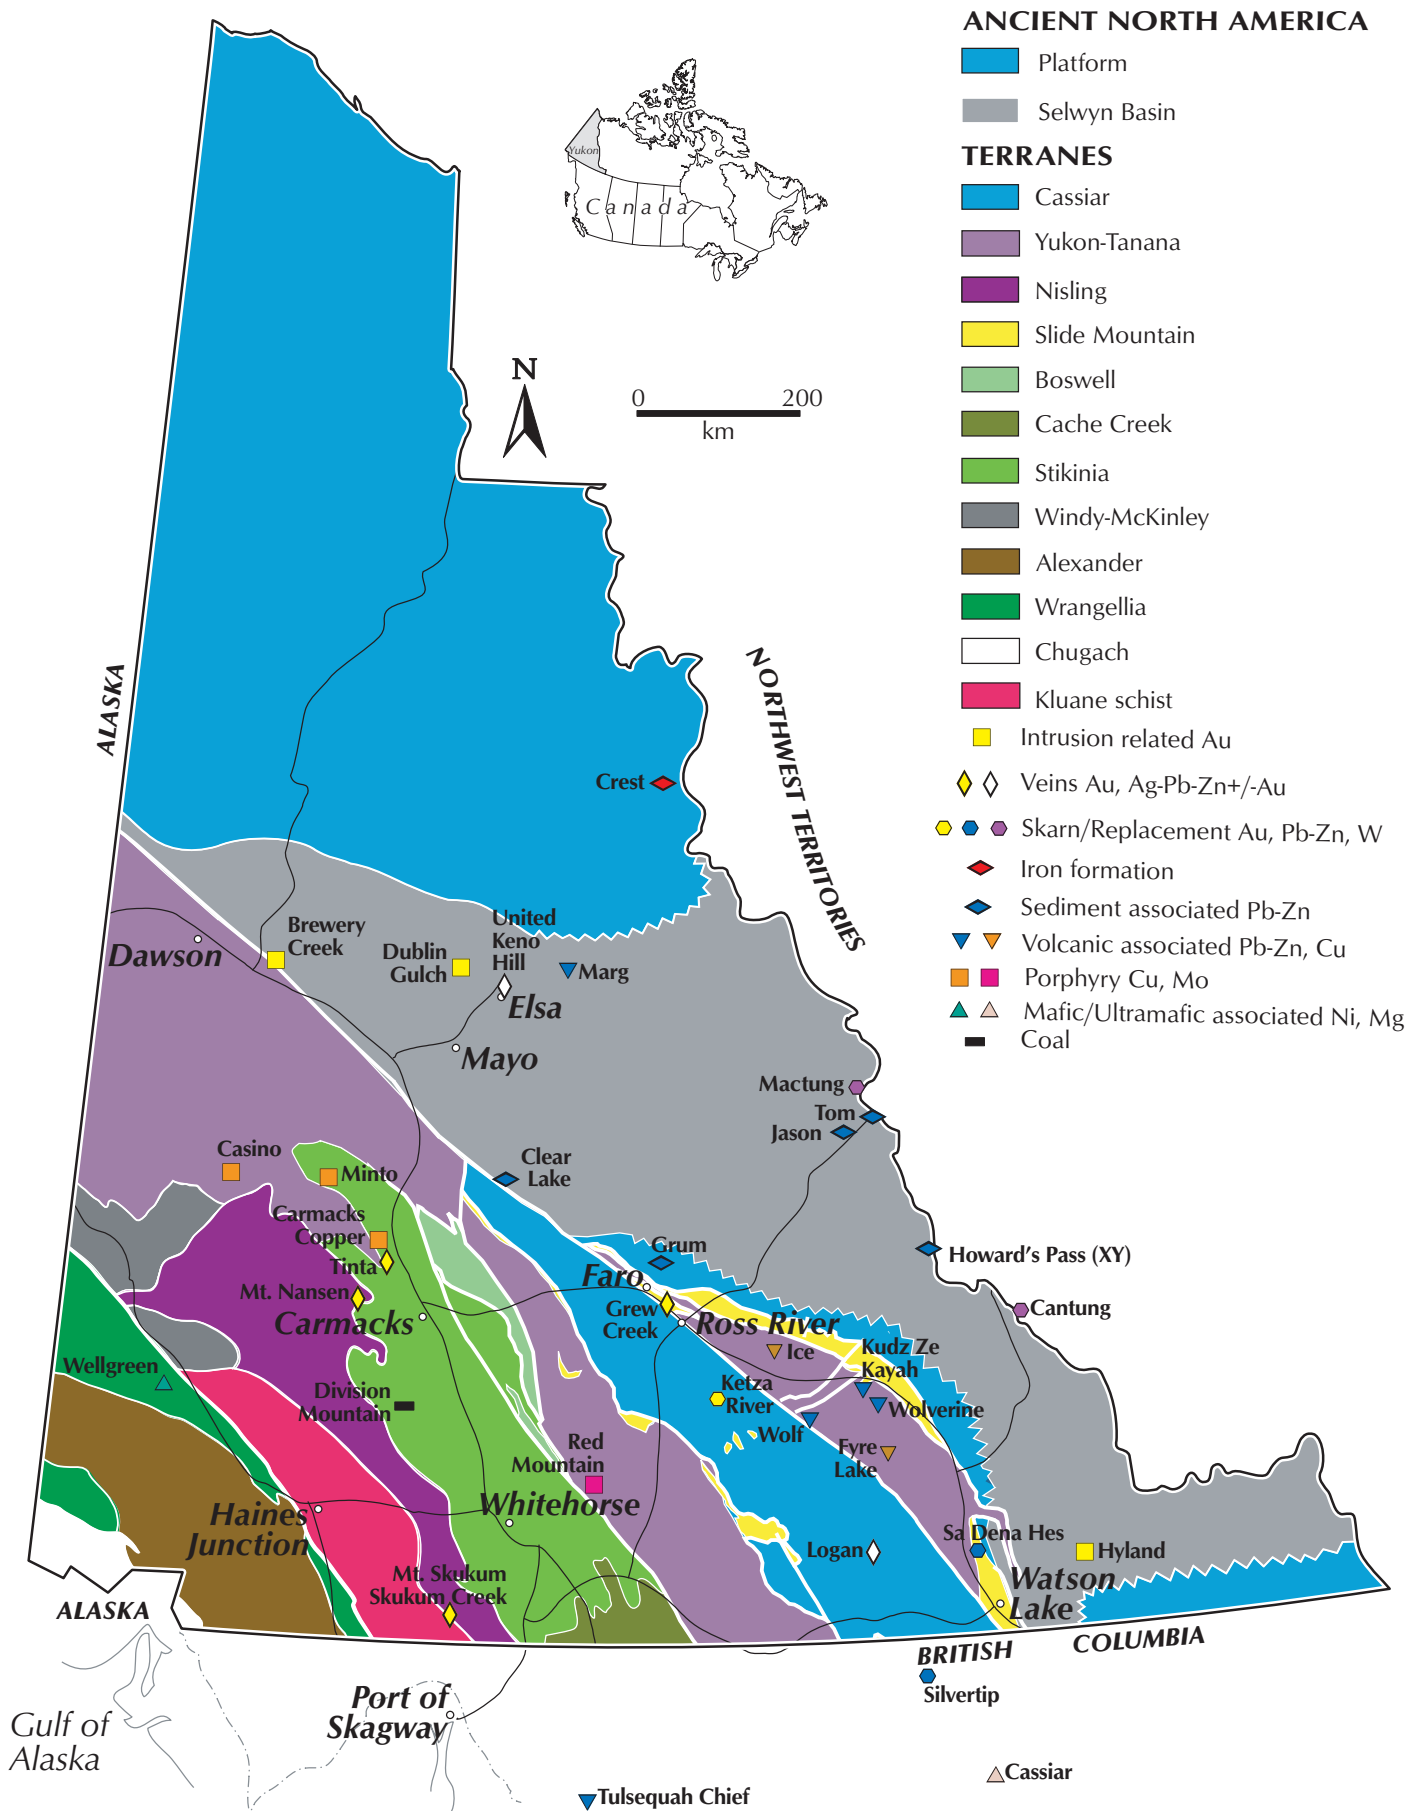 ANCIENT NORTH AMERICA
Platform
Selwyn Basin
TERRANES
Cassiar
Yukon-Tanana
Nisling
Slide Mountain
Boswell
Cache Creek
Stikinia
Windy-McKinley
Alexander
Wrangellia
Chugach
Kluane schist
Intrusion related Au
Veins Au, Ag-Pb-Zn+/-Au
Skarn/Replacement Au, Pb-Zn, W
Iron formation
Sediment associated Pb-Zn
Volcanic associated Pb-Zn, Cu
Porphyry Cu, Mo
Mafic/Ultramafic associated Ni, Mg
Coal
Yukon
Canada
N
0 200
km
ALASKA
NORTHWEST TERRITORIES
Crest
Brewery
Creek
Dawson
Dublin
Gulch
United
Keno
Hill
Marg
Elsa
Mayo
Mactung
Tom
Jason
Casino
Minto
Clear
Lake
Carmacks
Copper
Tinta
Mt. Nansen
Carmacks
Grum
Faro
Grew
Creek
Ross River
Howard's Pass (XY)
Cantung
Ice
Kudz Ze
Kayah
Wolverine
Wellgreen
Division
Mountain
Ketza
River
Wolf
Fyre
Lake
Red
Mountain
Whitehorse
Haines
Junction
Logan
Sa Dena Hes
Hyland
Watson
Lake
Mt. Skukum
Skukum Creek
ALASKA
BRITISH
COLUMBIA
Silvertip
Port of
Skagway
Gulf of
Alaska
Cassiar
Tulsequah Chief